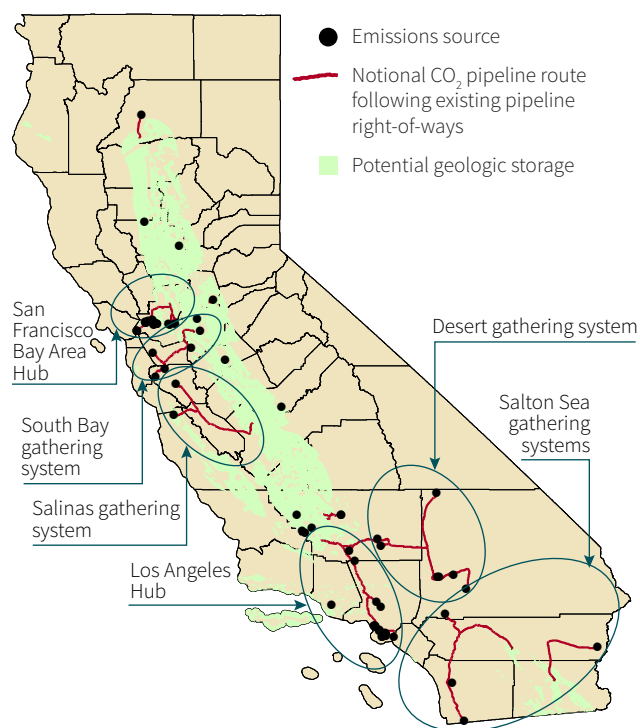 Emissions source
Notional CO₂ pipeline route
following existing pipeline
right-of-ways
Potential geologic storage
San
Francisco
Bay Area
Hub
South Bay
gathering
system
Salinas gathering
system
Los Angeles
Hub
Desert gathering system
Salton Sea
gathering
systems